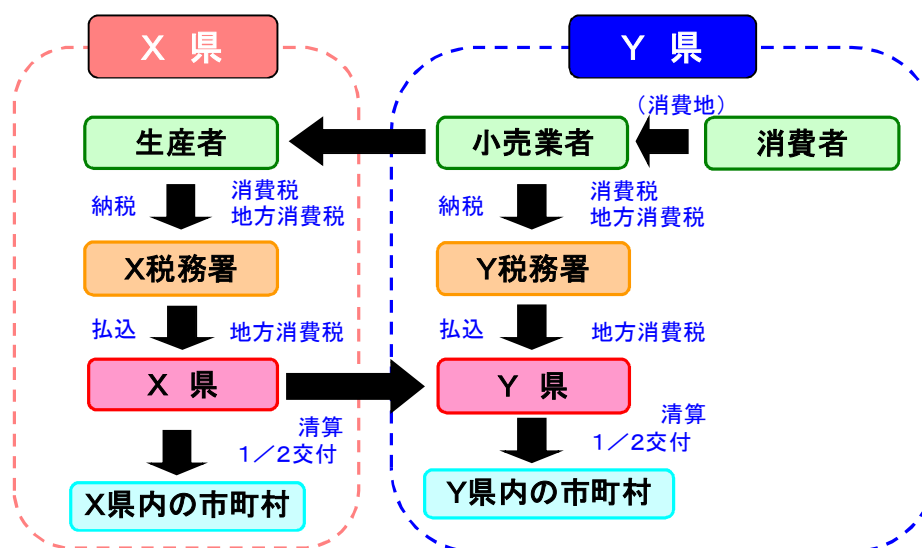 X 県
Y 県
(消費地)
生産者
小売業者
消費者
納税
消費税
地方消費税
納税
消費税
地方消費税
X税務署
Y税務署
払込
地方消費税
払込
地方消費税
X 県
Y 県
清算
1／2交付
清算
1／2交付
X県内の市町村
Y県内の市町村